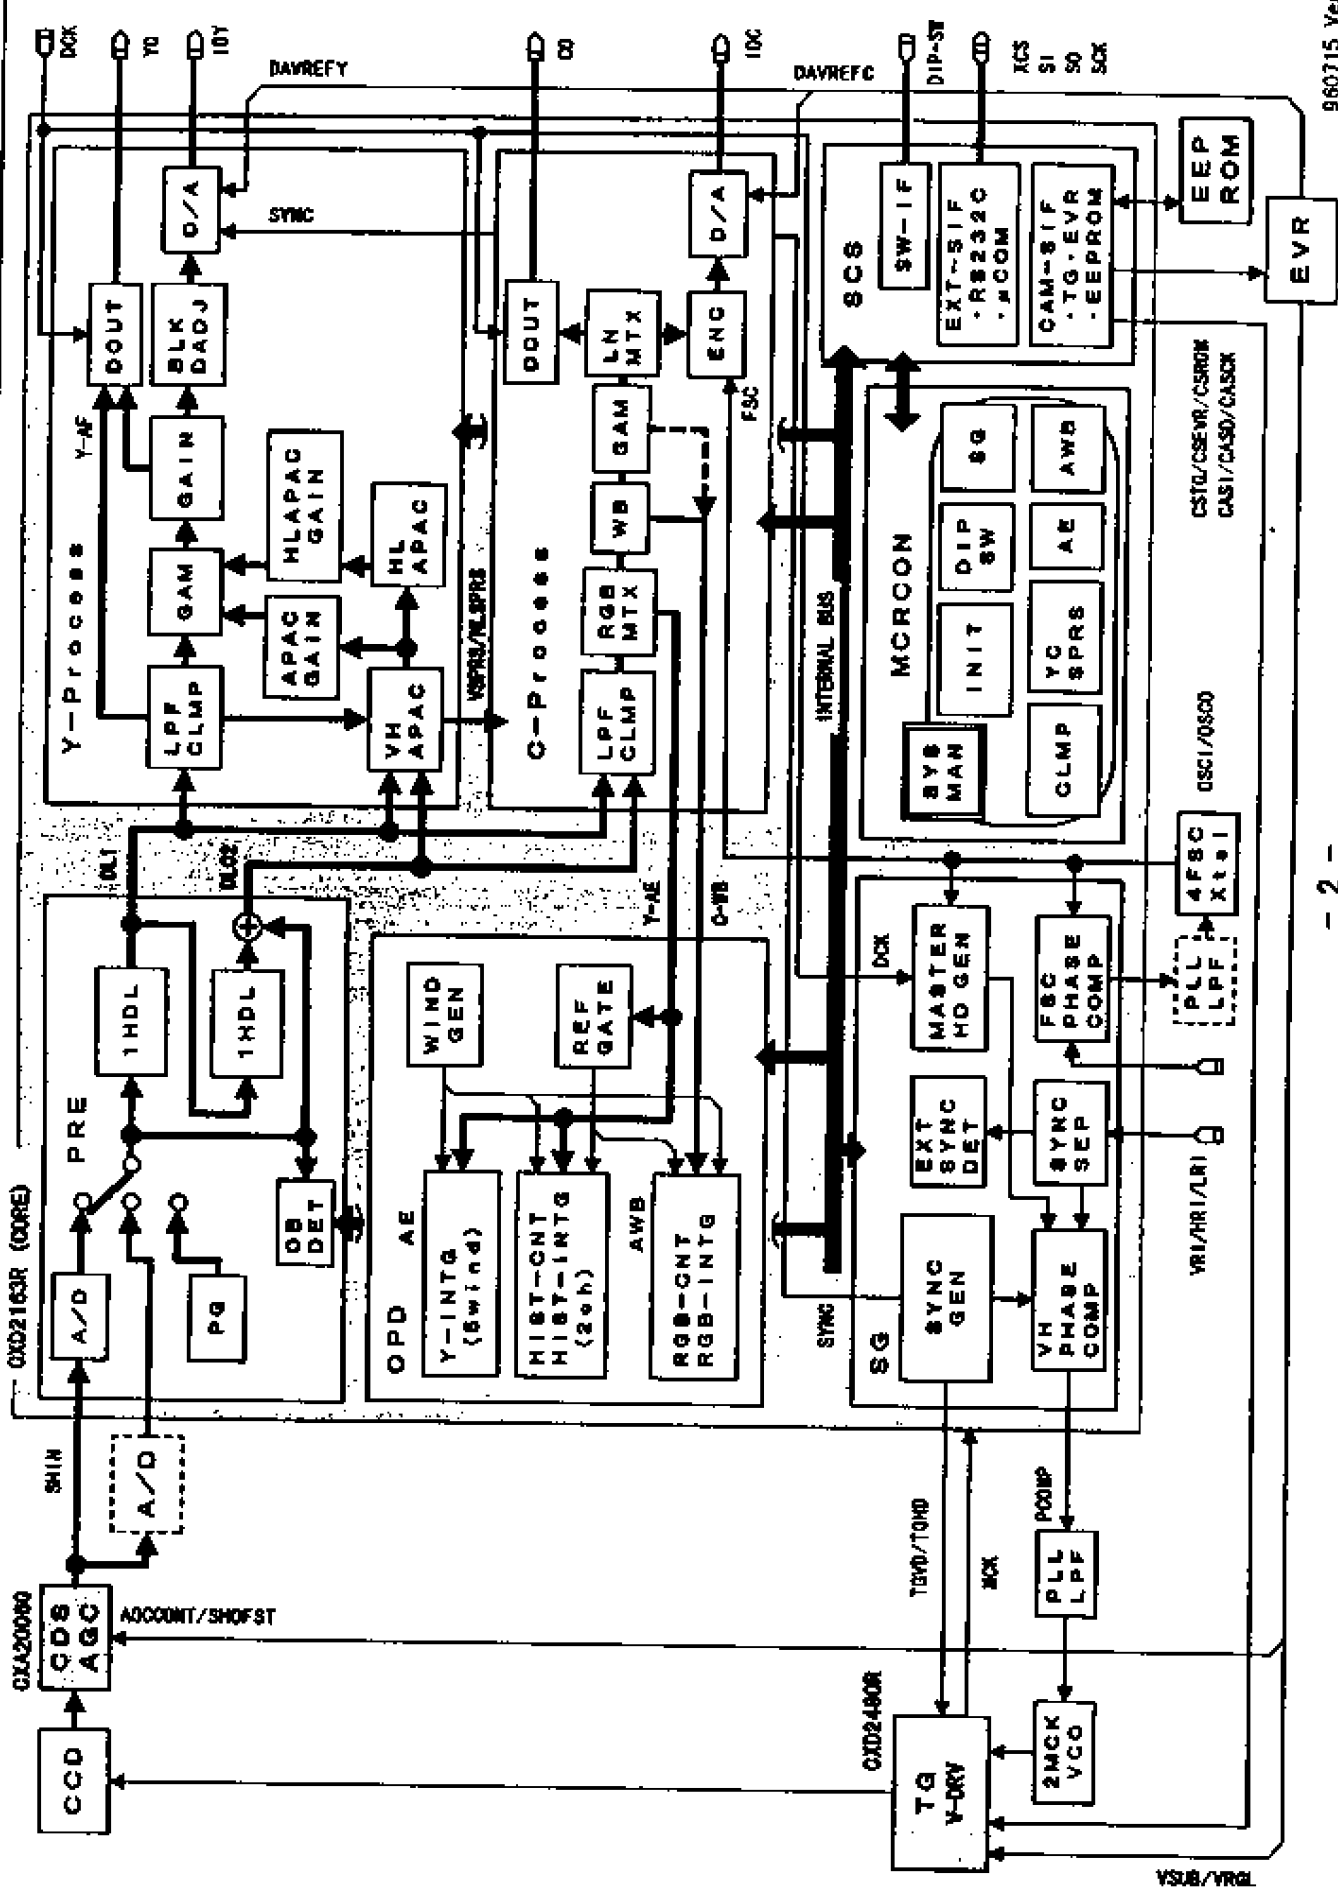 CCD
CXA2006Q
CDS
AGC
AGCCONT/SHOFST
SHIN
A/D
CXD2163R (CORE)
PRE
A/D
PG
OB
DET
1HDL
1HDL
DL1
DLO2
Y-Process
LPF
CLMP
GAM
GAIN
BLK
DADJ
D/A
DOUT
Y-AF
APAC
GAIN
HLAPAC
GAIN
VH
APAC
HL
APAC
SYNC
DAVREFY
DCK
YO
IOY
VSPRS/HLSPRS
C-Process
LPF
CLMP
RGB
MTX
WB
GAM
LN
MTX
DOUT
ENC
D/A
FSC
CO
IOC
DAVREFC
OPD
AE
Y-INTG
(5wind)
HIST-CNT
HIST-INTG
(2ch)
AWB
RGB-CNT
RGB-INTG
WIND
GEN
REF
GATE
Y-AE
C-WB
INTERNAL BUS
SCS
SW-IF
EXT-SIF
・RS232C
・μCOM
CAM-SIF
・TG・EVR
・EEPROM
DIP-SW
XCS
SI
SO
SCK
EEP
ROM
EVR
MCRCON
SYS
MAN
INIT
DIP
SW
SG
CLMP
YC
SPRS
AE
AWB
CSTG/CSEVR/CSROM
CASI/CASO/CASCK
SYNC
SG
SYNC
GEN
EXT
SYNC
DET
MASTER
HD GEN
DCK
VH
PHASE
COMP
SYNC
SEP
FSC
PHASE
COMP
VRI/HRI/LRI
PLL
LPF
4FSC
Xtal
OSCI/OSCO
CXD2480R
TG
V-DRV
TGVD/TGHD
MCK
PCOMP
PLL
LPF
2MCK
VCO
VSUB/VRGL
- 2 -
960715 Ver